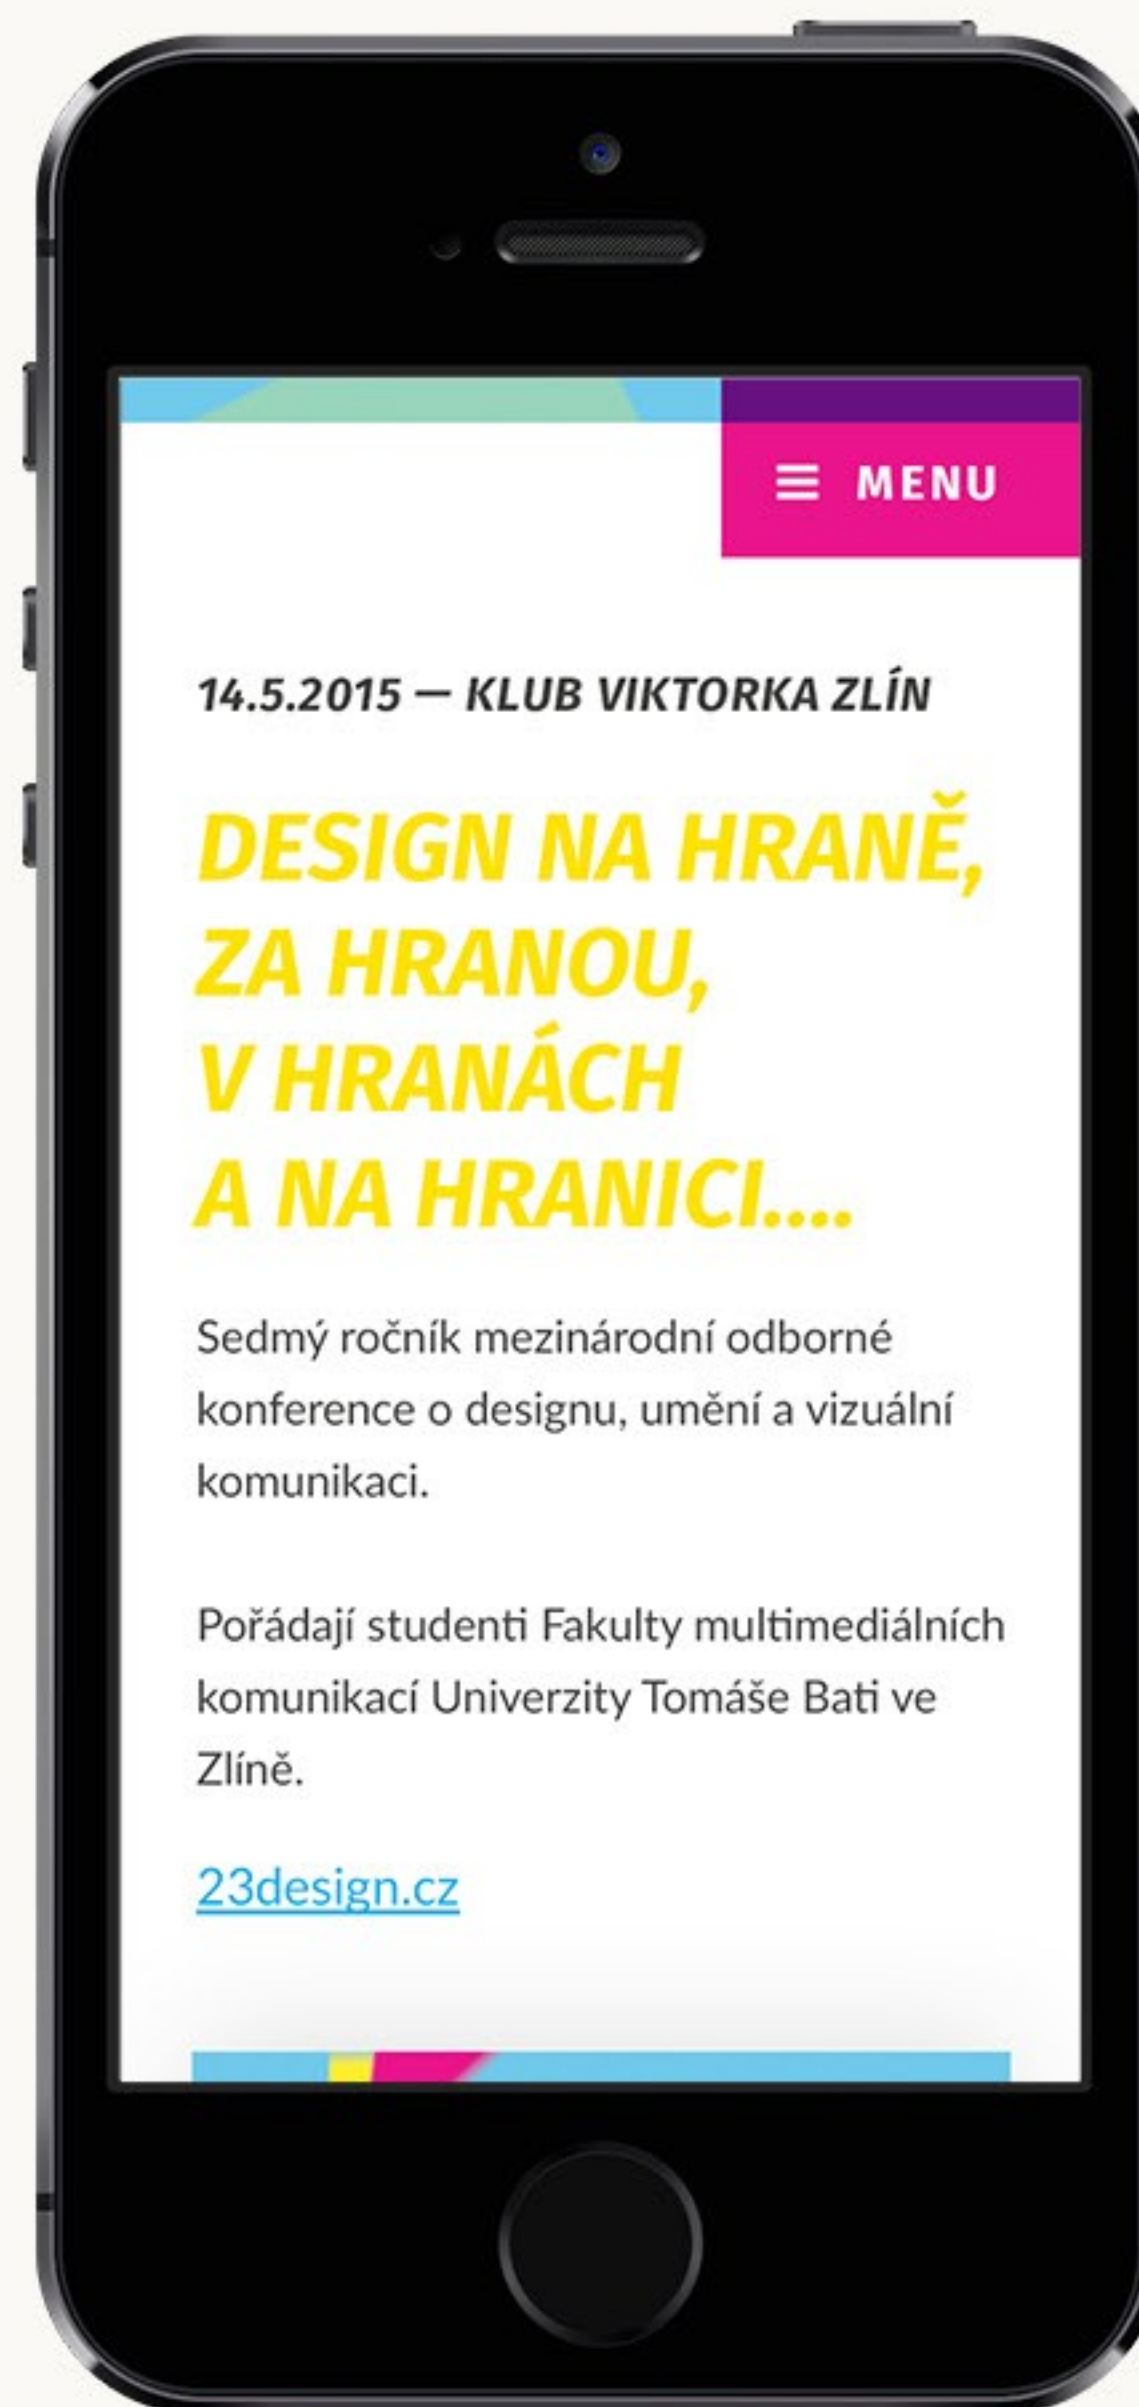 MENU
14.5.2015 — KLUB VIKTORKA ZLÍN
DESIGN NA HRANĚ,
ZA HRANOU,
V HRANÁCH
A NA HRANICI....
Sedmý ročník mezinárodní odborné
konference o designu, umění a vizuální
komunikaci.
Pořádají studenti Fakulty multimediálních
komunikací Univerzity Tomáše Bati ve
Zlíně.
23design.cz